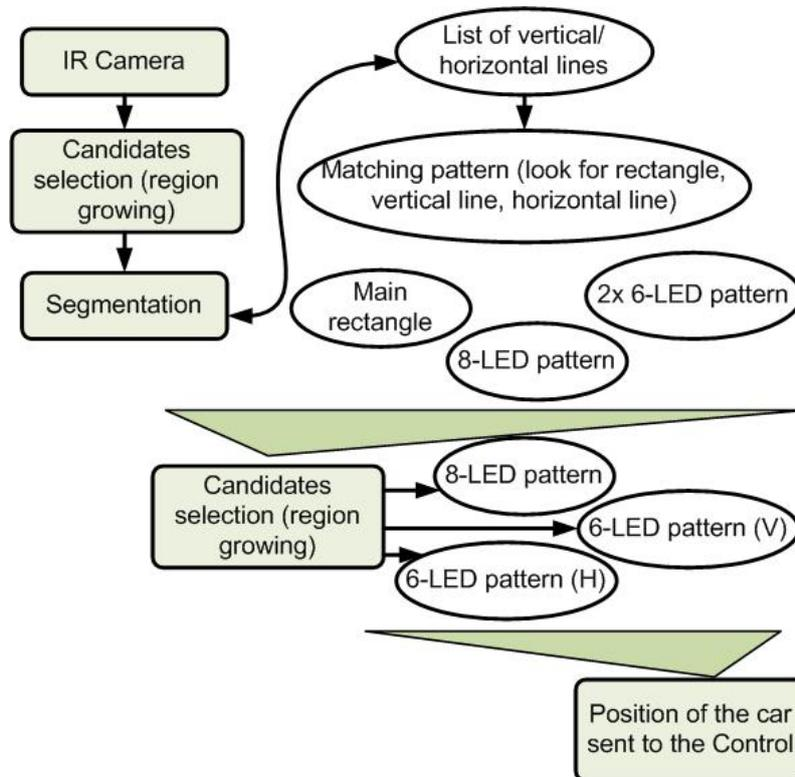 IR Camera
Candidates
selection (region
growing)
Segmentation
List of vertical/
horizontal lines
Matching pattern (look for rectangle,
vertical line, horizontal line)
Main
rectangle
2x 6-LED pattern
8-LED pattern
Candidates
selection (region
growing)
8-LED pattern
6-LED pattern (V)
6-LED pattern (H)
Position of the car
sent to the Control